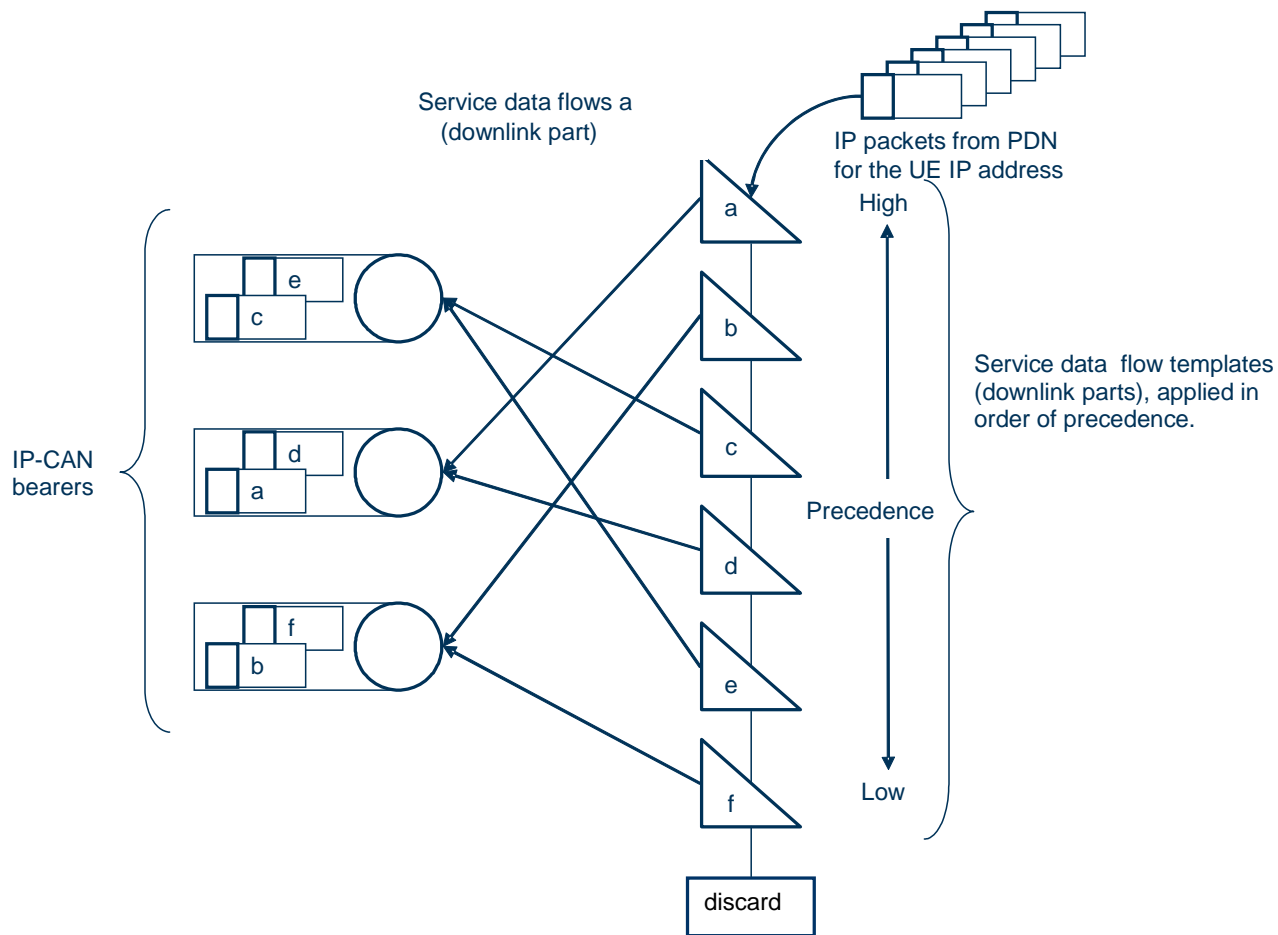 Service data flows a
(downlink part)
IP packets from PDN
for the UE IP address
a
High
e
c
b
Service data  flow templates
(downlink parts), applied in
order of precedence.
c
IP-CAN
bearers
d
a
Precedence
d
f
b
e
f
Low
discard